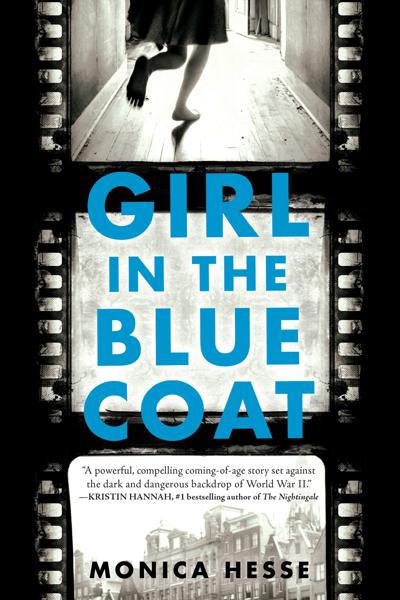 GIRL
IN THE
BLUE
COAT
“A powerful, compelling coming-of-age story set against
the dark and dangerous backdrop of World War II.”
—KRISTIN HANNAH, #1 bestselling author of The Nightingale
MONICA HESSE